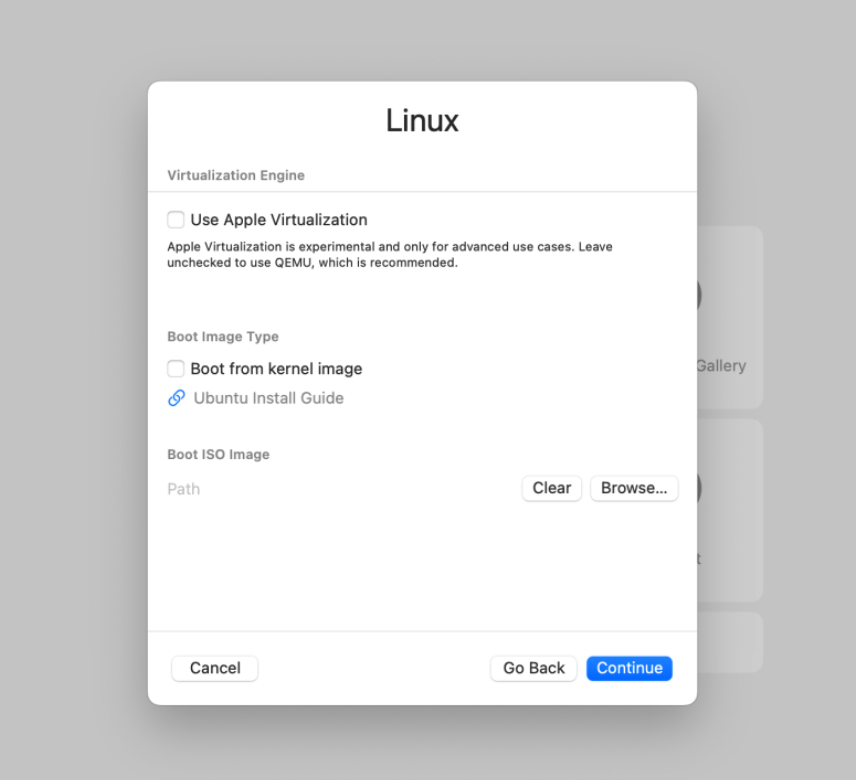 Linux
Virtualization Engine
Use Apple Virtualization
Apple Virtualization is experimental and only for advanced use cases. Leave
unchecked to use QEMU, which is recommended.
Boot Image Type
Boot from kernel image
Ubuntu Install Guide
Boot ISO Image
Path Clear Browse...
Cancel Go Back Continue
Gallery